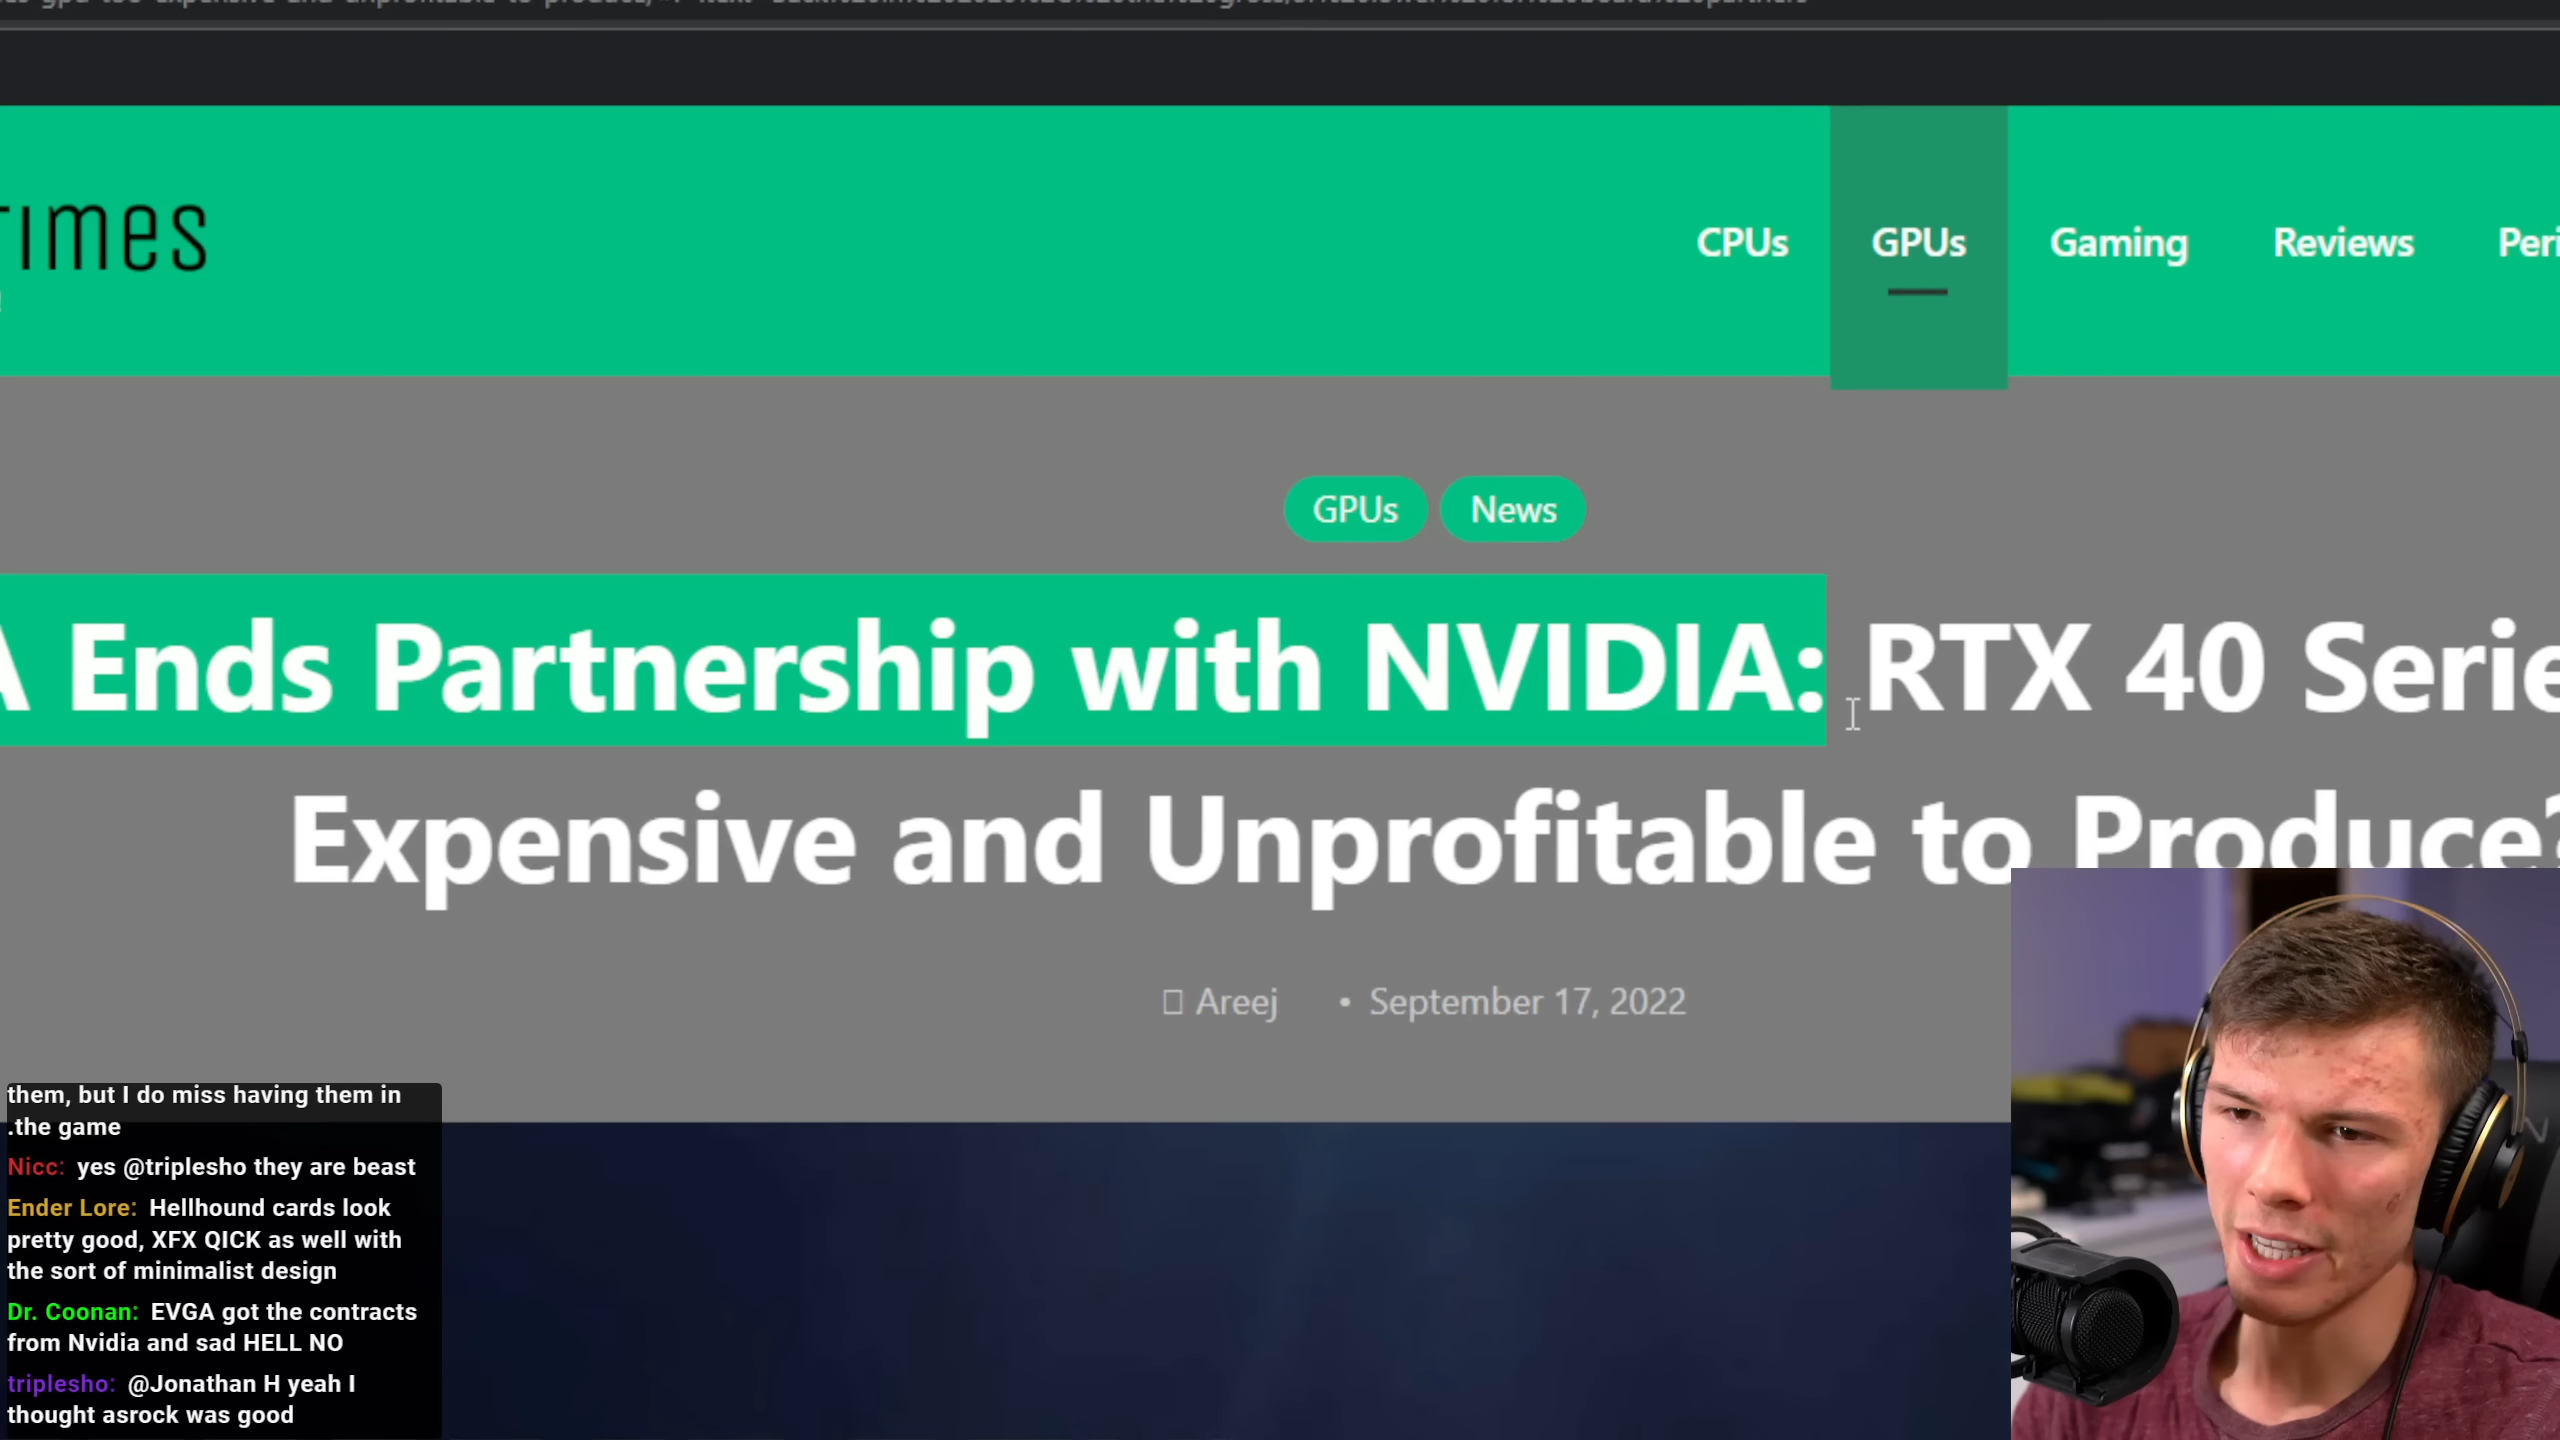 Times
CPUs GPUs Gaming Reviews Peri
GPUs News
A Ends Partnership with NVIDIA: RTX 40 Serie
Expensive and Unprofitable to Produce?
Areej • September 17, 2022
them, but I do miss having them in
.the game
Nicc: yes @triplesho they are beast
Ender Lore: Hellhound cards look
pretty good, XFX QICK as well with
the sort of minimalist design
Dr. Coonan: EVGA got the contracts
from Nvidia and sad HELL NO
triplesho: @Jonathan H yeah I
thought asrock was good